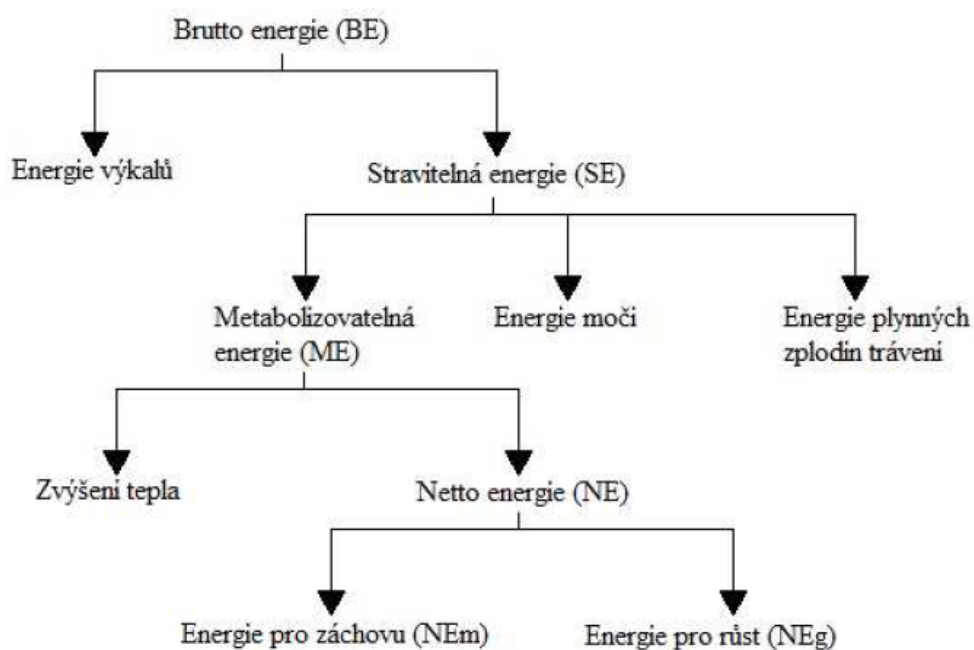 Brutto energie (BE)
Energie výkalů
Stravitelná energie (SE)
Metabolizovatelná
energie (ME)
Energie moči
Energie plynných
zplodin trávení
Zvýšeni tepla
Netto energie (NE)
Energie pro záchovu (NEm)
Energie pro růst (NEg)